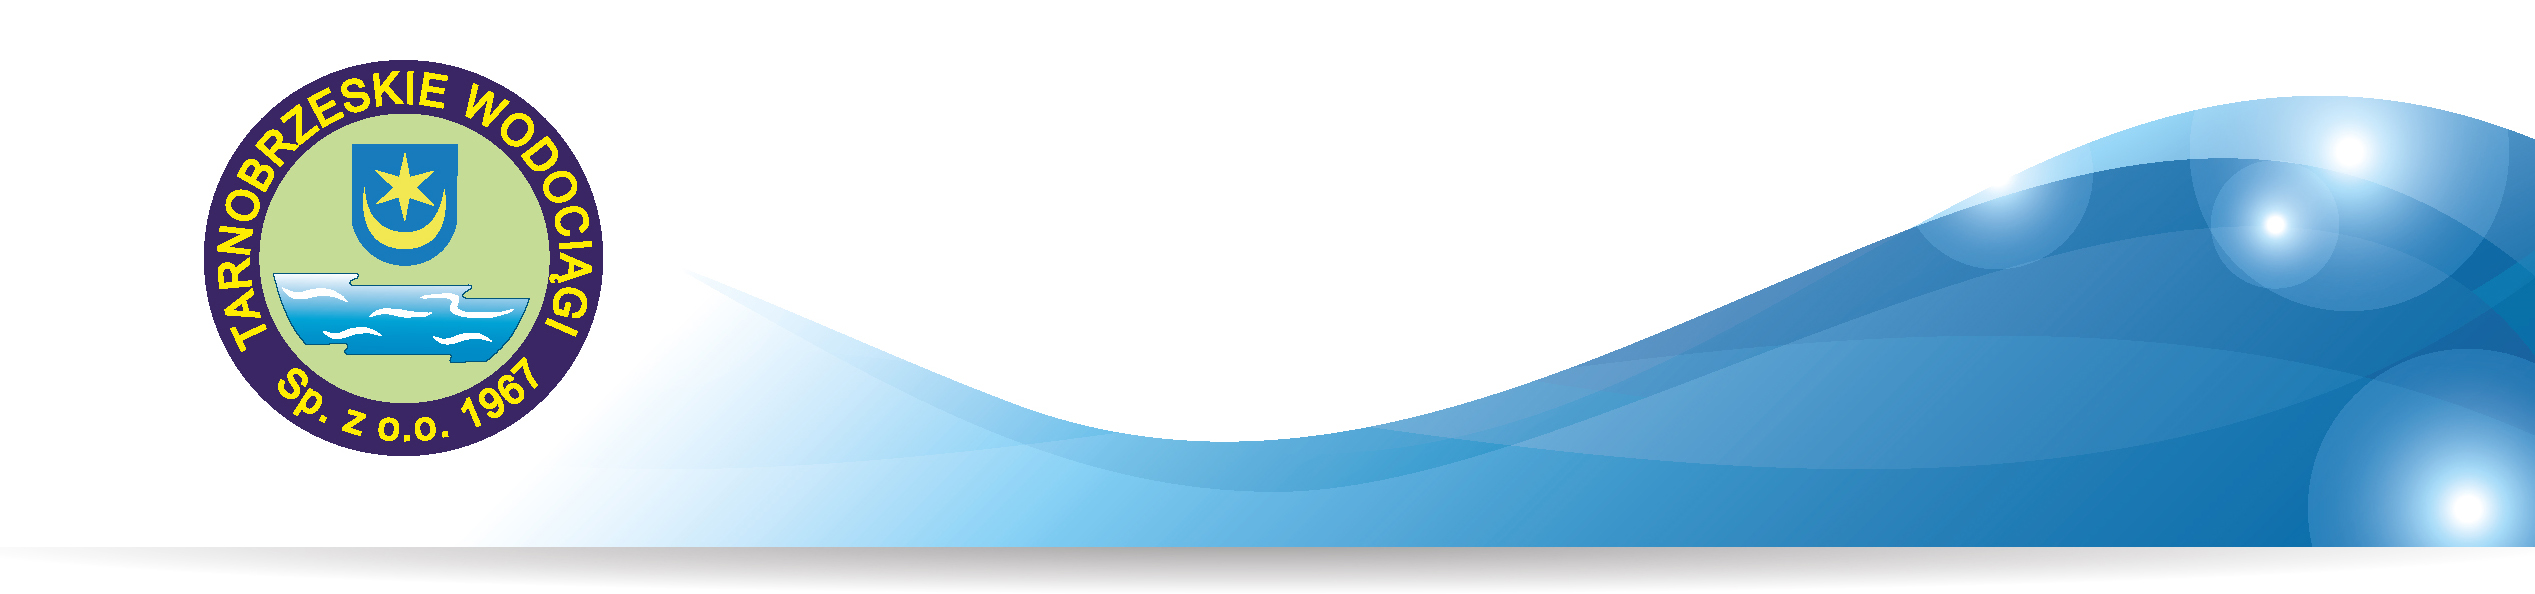 TARNOBRZESKIE WODOCIĄGI
Sp. z o.o. 1967